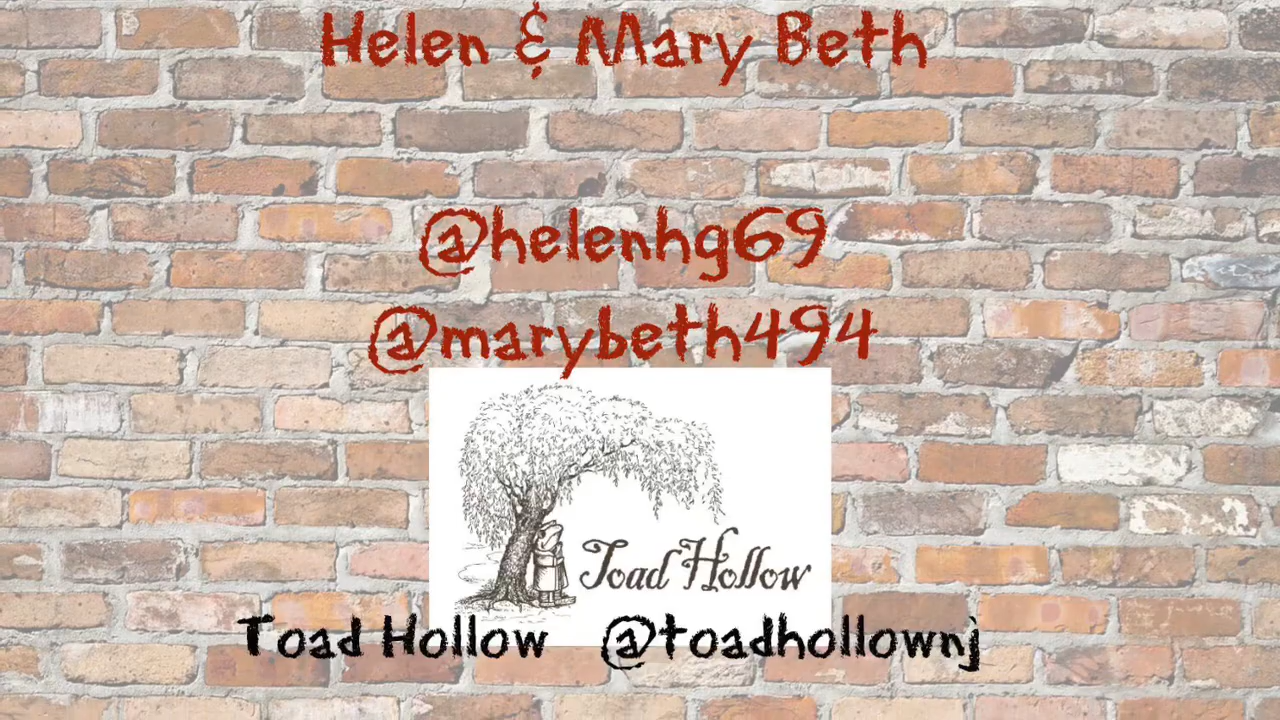 Helen & Mary Beth
@helenhg69
@marybeth494
Toad Hollow
Toad Hollow @toadhollownj